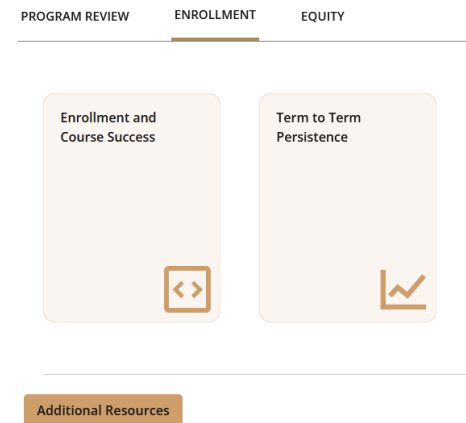 PROGRAM REVIEW ENROLLMENT EQUITY
Enrollment and
Course Success
Term to Term
Persistence
Additional Resources